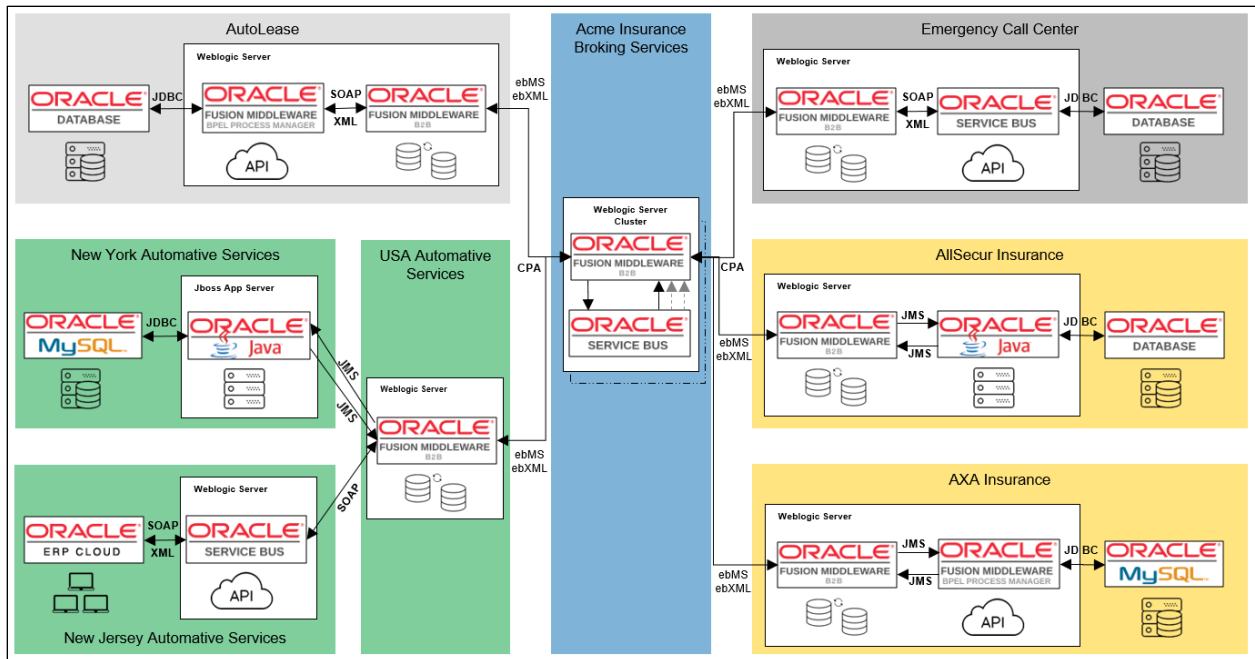 AutoLease
Weblogic Server
ORACLE
DATABASE
JDBC
ORACLE
FUSION MIDDLEWARE
BPEL PROCESS MANAGER
API
SOAP
XML
ORACLE
FUSION MIDDLEWARE
B2B
ebMS
ebXML
New York Automative Services
Jboss App Server
ORACLE
MySQL
JDBC
ORACLE
Java
JMS
JMS
USA Automative
Services
Weblogic Server
ORACLE
FUSION MIDDLEWARE
B2B
ebMS
ebXML
Weblogic Server
ORACLE
ERP CLOUD
SOAP
XML
ORACLE
SERVICE BUS
API
SOAP
New Jersey Automative Services
Acme Insurance
Broking Services
Weblogic Server
Cluster
CPA
ORACLE
FUSION MIDDLEWARE
B2B
CPA
ORACLE
SERVICE BUS
Emergency Call Center
Weblogic Server
ebMS
ebXML
ORACLE
FUSION MIDDLEWARE
B2B
SOAP
XML
ORACLE
SERVICE BUS
API
JDBC
ORACLE
DATABASE
AllSecur Insurance
Weblogic Server
ebMS
ebXML
ORACLE
FUSION MIDDLEWARE
B2B
JMS
JMS
ORACLE
Java
JDBC
ORACLE
DATABASE
AXA Insurance
Weblogic Server
ebMS
ebXML
ORACLE
FUSION MIDDLEWARE
B2B
JMS
JMS
ORACLE
FUSION MIDDLEWARE
BPEL PROCESS MANAGER
API
JDBC
ORACLE
MySQL